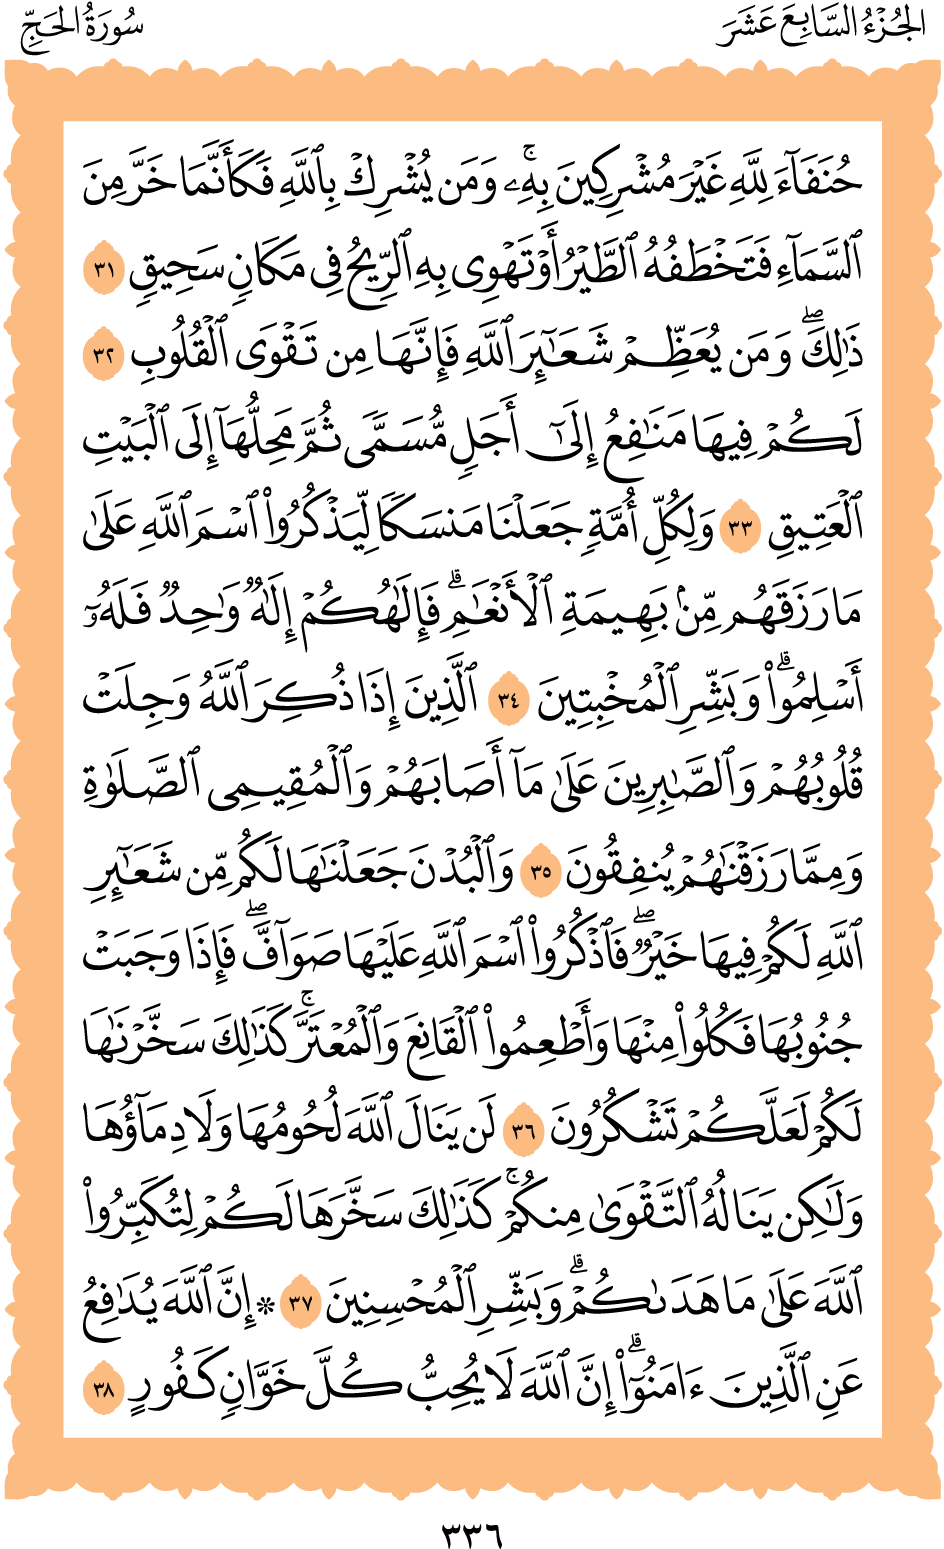 الجُزْءُ السَّابِعَ عَشَرَ
سُورَةُ الحَجِّ
حُنَفَآءَ لِلَّهِ غَيْرَ مُشْرِكِينَ بِهِۦۚ وَمَن يُشْرِكْ بِٱللَّهِ فَكَأَنَّمَا خَرَّ مِنَ
ٱلسَّمَآءِ فَتَخْطَفُهُ ٱلطَّيْرُ أَوْ تَهْوِى بِهِ ٱلرِّيحُ فِى مَكَانٍ سَحِيقٍ ٣١
ذَٰلِكَۖ وَمَن يُعَظِّمْ شَعَٰٓئِرَ ٱللَّهِ فَإِنَّهَا مِن تَقْوَى ٱلْقُلُوبِ ٣٢
لَكُمْ فِيهَا مَنَٰفِعُ إِلَىٰٓ أَجَلٍ مُّسَمًّى ثُمَّ مَحِلُّهَآ إِلَى ٱلْبَيْتِ
ٱلْعَتِيقِ ٣٣ وَلِكُلِّ أُمَّةٍ جَعَلْنَا مَنسَكًا لِّيَذْكُرُوا۟ ٱسْمَ ٱللَّهِ عَلَىٰ
مَا رَزَقَهُم مِّنۢ بَهِيمَةِ ٱلْأَنْعَٰمِۗ فَإِلَٰهُكُمْ إِلَٰهٌ وَٰحِدٌ فَلَهُۥٓ
أَسْلِمُوا۟ۗ وَبَشِّرِ ٱلْمُخْبِتِينَ ٣٤ ٱلَّذِينَ إِذَا ذُكِرَ ٱللَّهُ وَجِلَتْ
قُلُوبُهُمْ وَٱلصَّٰبِرِينَ عَلَىٰ مَآ أَصَابَهُمْ وَٱلْمُقِيمِى ٱلصَّلَوٰةِ
وَمِمَّا رَزَقْنَٰهُمْ يُنفِقُونَ ٣٥ وَٱلْبُدْنَ جَعَلْنَٰهَا لَكُم مِّن شَعَٰٓئِرِ
ٱللَّهِ لَكُمْ فِيهَا خَيْرٌۖ فَٱذْكُرُوا۟ ٱسْمَ ٱللَّهِ عَلَيْهَا صَوَآفَّۖ فَإِذَا وَجَبَتْ
جُنُوبُهَا فَكُلُوا۟ مِنْهَا وَأَطْعِمُوا۟ ٱلْقَانِعَ وَٱلْمُعْتَرَّۚ كَذَٰلِكَ سَخَّرْنَٰهَا
لَكُمْ لَعَلَّكُمْ تَشْكُرُونَ ٣٦ لَن يَنَالَ ٱللَّهَ لُحُومُهَا وَلَا دِمَآؤُهَا
وَلَٰكِن يَنَالُهُ ٱلتَّقْوَىٰ مِنكُمْۚ كَذَٰلِكَ سَخَّرَهَا لَكُمْ لِتُكَبِّرُوا۟
ٱللَّهَ عَلَىٰ مَا هَدَىٰكُمْۗ وَبَشِّرِ ٱلْمُحْسِنِينَ ٣٧ * إِنَّ ٱللَّهَ يُدَٰفِعُ
عَنِ ٱلَّذِينَ ءَامَنُوٓا۟ۗ إِنَّ ٱللَّهَ لَا يُحِبُّ كُلَّ خَوَّانٍ كَفُورٍ ٣٨
٣٣٦